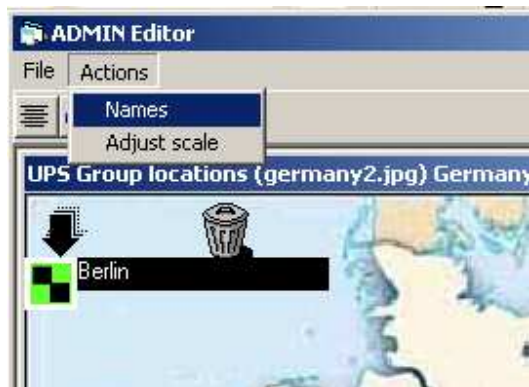 ADMIN Editor
File Actions
Names
Adjust scale
UPS Group locations (germany2.jpg) Germany
Berlin